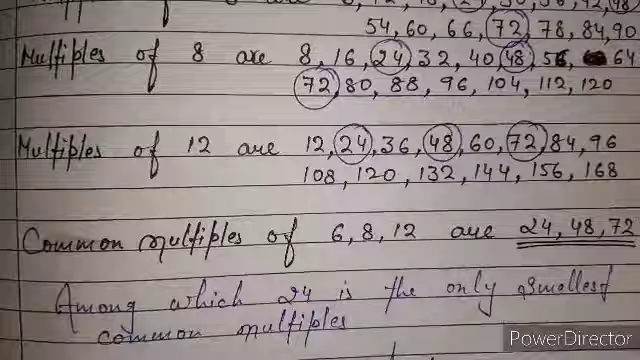 54, 60, 66, 72, 78, 84, 90
Multiples of 8 are 8, 16, 24, 32, 40, 48, 56, 64
72, 80, 88, 96, 104, 112, 120
Multiples of 12 are 12, 24, 36, 48, 60, 72, 84, 96
108, 120, 132, 144, 156, 168
Common multiples of 6, 8, 12 are 24, 48, 72
Among which 24 is the only smallest
common multiples
PowerDirector